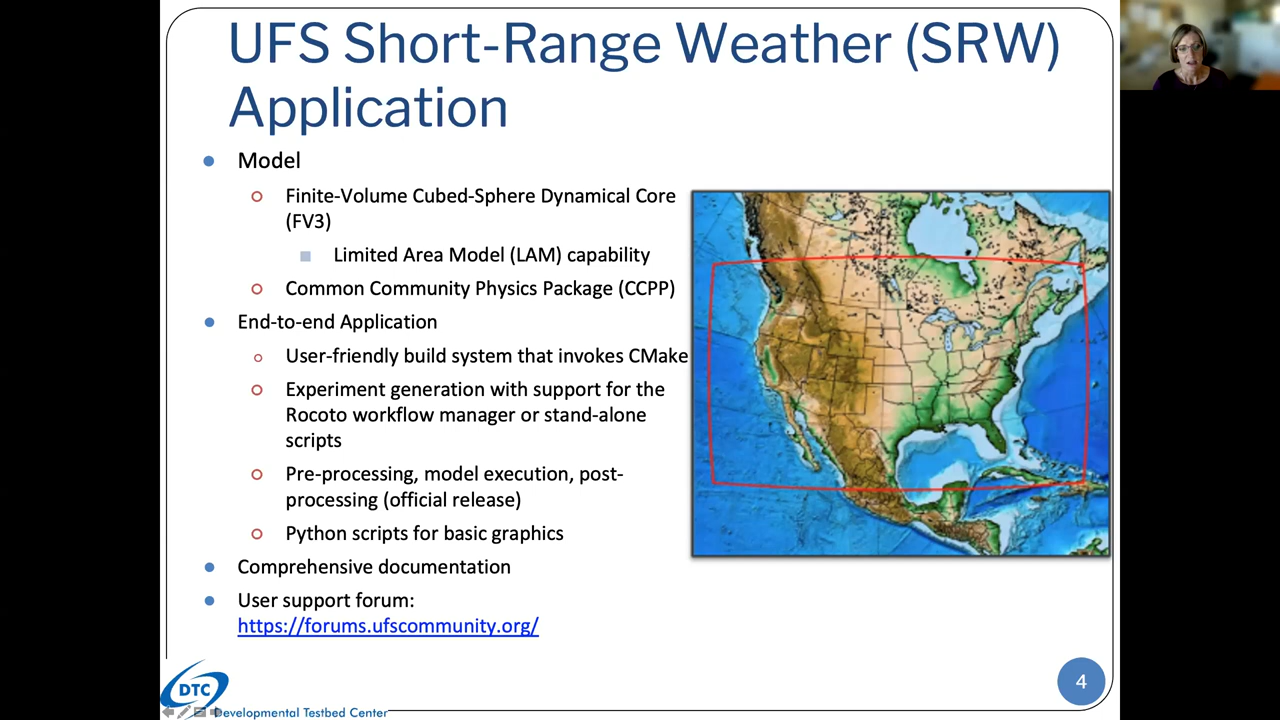 UFS Short-Range Weather (SRW)
Application
Model
Finite-Volume Cubed-Sphere Dynamical Core
(FV3)
Limited Area Model (LAM) capability
Common Community Physics Package (CCPP)
End-to-end Application
User-friendly build system that invokes CMake
Experiment generation with support for the
Rocoto workflow manager or stand-alone
scripts
Pre-processing, model execution, post-
processing (official release)
Python scripts for basic graphics
Comprehensive documentation
User support forum:
https://forums.ufscommunity.org/
DTC
Developmental Testbed Center
4